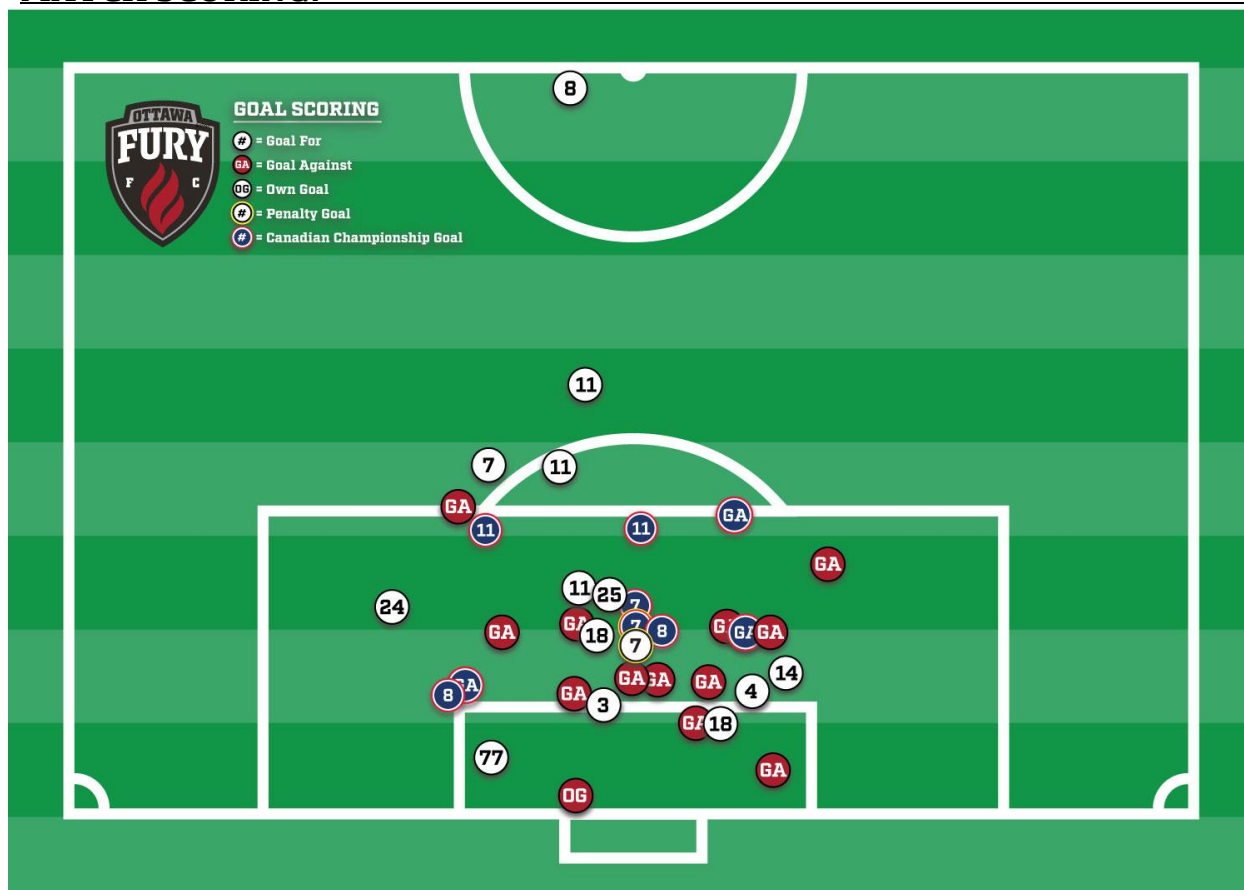 OTTAWA
FURY
F C
GOAL SCORING
# = Goal For
GA = Goal Against
OG = Own Goal
# = Penalty Goal
# = Canadian Championship Goal
8
11
7
11
GA
11
11
GA
GA
11
25
7
24
GA
GA
18
7
8
7
GA
GA
GA
14
GA
8
GA
3
GA
GA
GA
4
GA
18
77
GA
OG